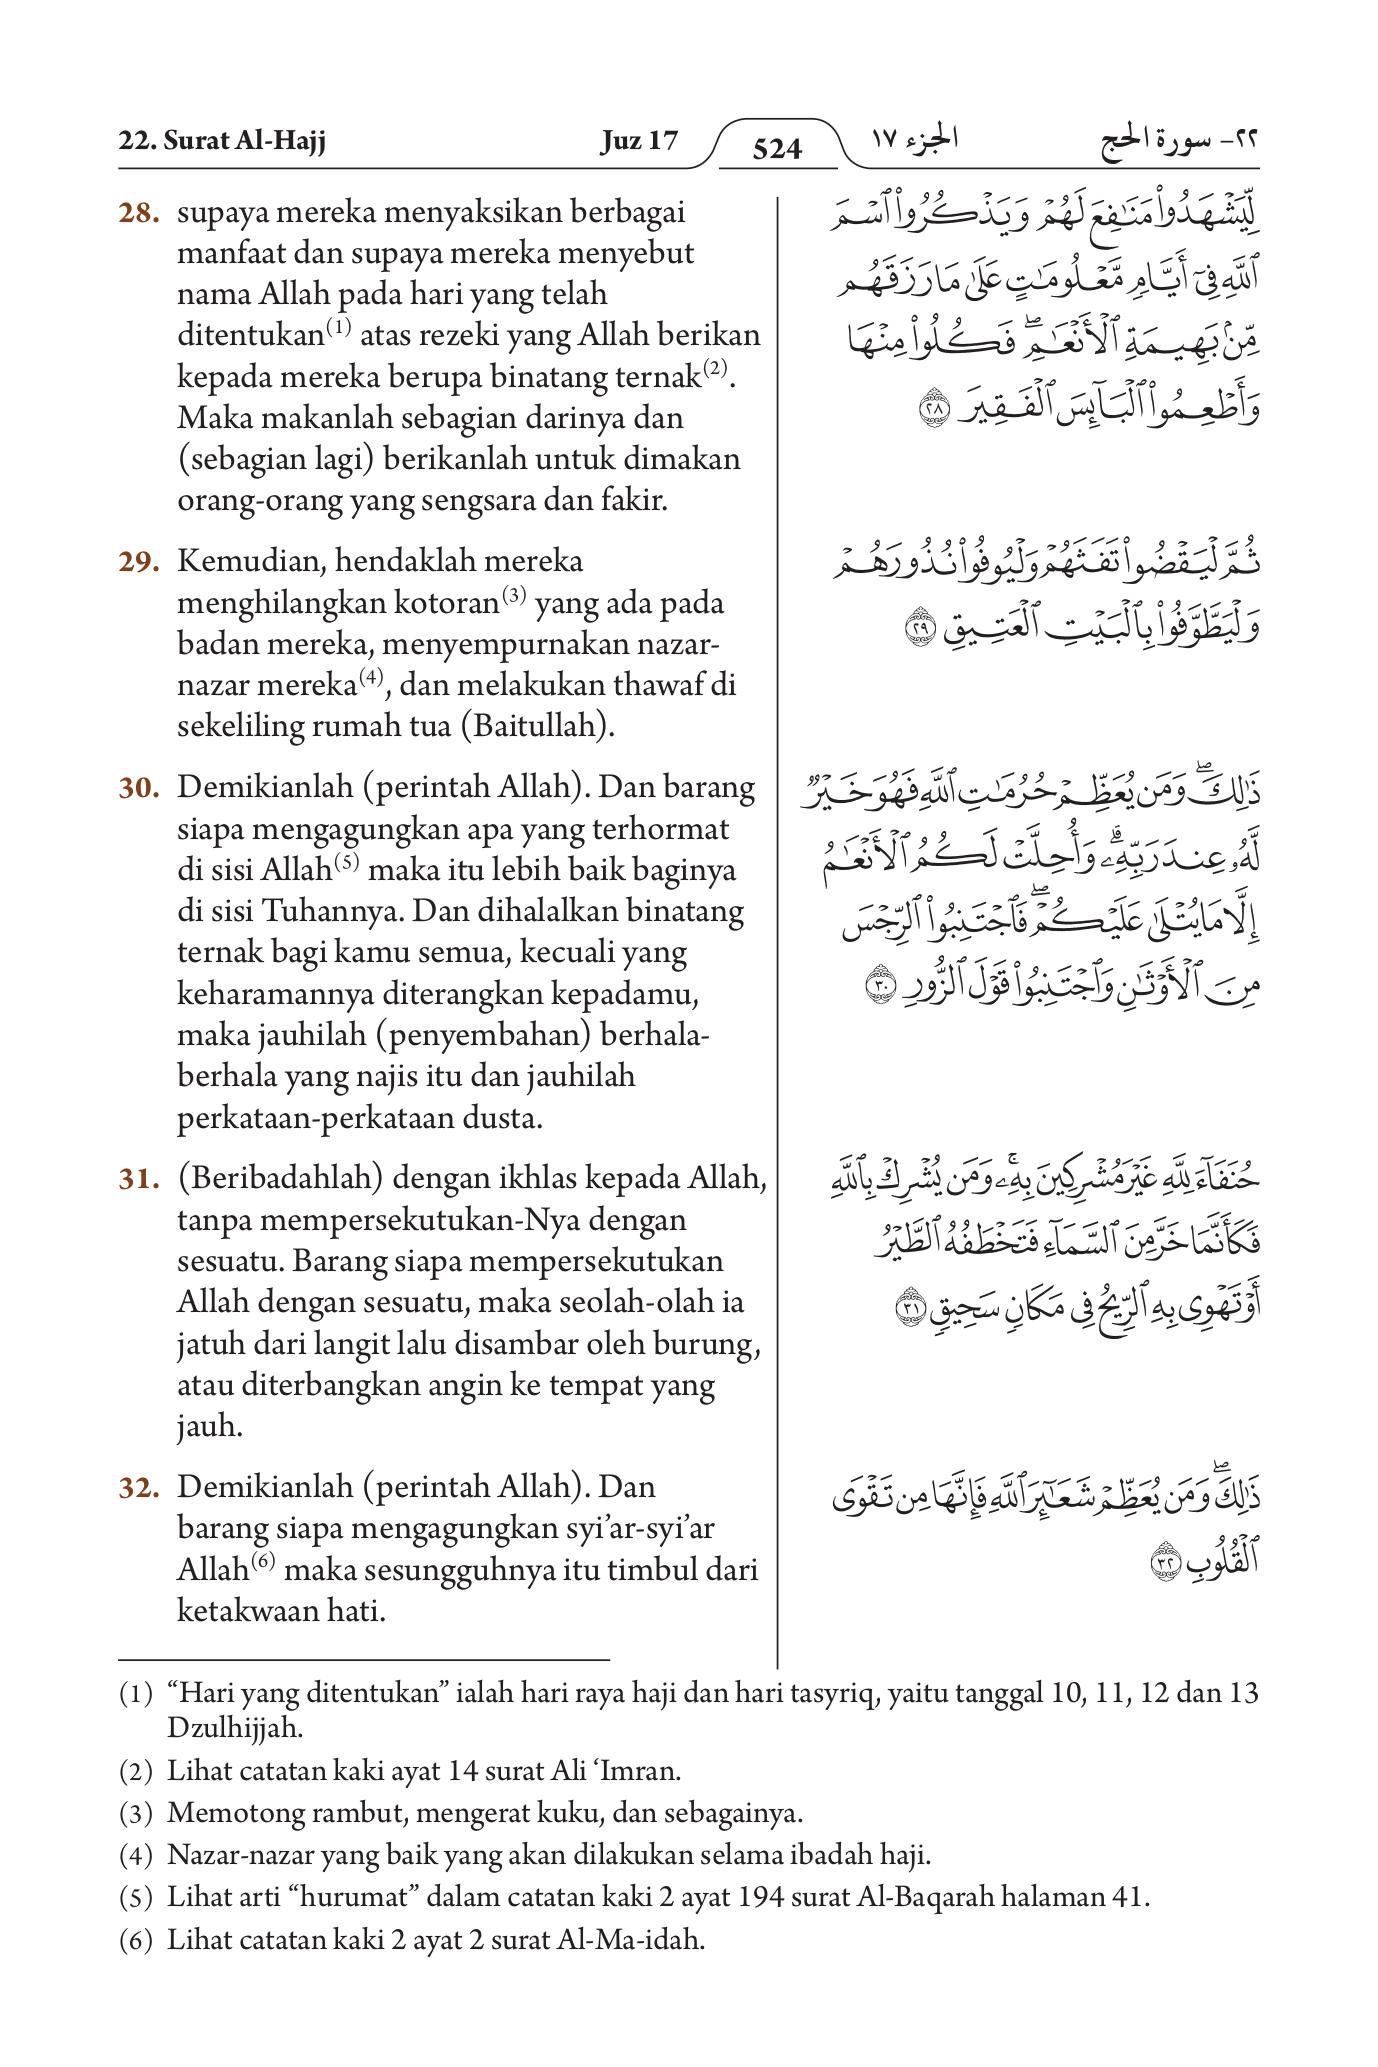 22. Surat Al-Hajj
Juz 17
524
الجزء ١٧
٢٢- سورة الحج
28. supaya mereka menyaksikan berbagai
manfaat dan supaya mereka menyebut
nama Allah pada hari yang telah
ditentukan(1) atas rezeki yang Allah berikan
kepada mereka berupa binatang ternak(2).
Maka makanlah sebagian darinya dan
(sebagian lagi) berikanlah untuk dimakan
orang-orang yang sengsara dan fakir.
29. Kemudian, hendaklah mereka
menghilangkan kotoran(3) yang ada pada
badan mereka, menyempurnakan nazar-
nazar mereka(4), dan melakukan thawaf di
sekeliling rumah tua (Baitullah).
30. Demikianlah (perintah Allah). Dan barang
siapa mengagungkan apa yang terhormat
di sisi Allah(5) maka itu lebih baik baginya
di sisi Tuhannya. Dan dihalalkan binatang
ternak bagi kamu semua, kecuali yang
keharamannya diterangkan kepadamu,
maka jauhilah (penyembahan) berhala-
berhala yang najis itu dan jauhilah
perkataan-perkataan dusta.
31. (Beribadahlah) dengan ikhlas kepada Allah,
tanpa mempersekutukan-Nya dengan
sesuatu. Barang siapa mempersekutukan
Allah dengan sesuatu, maka seolah-olah ia
jatuh dari langit lalu disambar oleh burung,
atau diterbangkan angin ke tempat yang
jauh.
32. Demikianlah (perintah Allah). Dan
barang siapa mengagungkan syi’ar-syi’ar
Allah(6) maka sesungguhnya itu timbul dari
ketakwaan hati.
لِّيَشْهَدُوا۟ مَنَٰفِعَ لَهُمْ وَيَذْكُرُوا۟ ٱسْمَ
ٱللَّهِ فِىٓ أَيَّامٍ مَّعْلُومَٰتٍ عَلَىٰ مَا رَزَقَهُم
مِّنۢ بَهِيمَةِ ٱلْأَنْعَٰمِ ۖ فَكُلُوا۟ مِنْهَا
وَأَطْعِمُوا۟ ٱلْبَآئِسَ ٱلْفَقِيرَ ٢٨
ثُمَّ لْيَقْضُوا۟ تَفَثَهُمْ وَلْيُوفُوا۟ نُذُورَهُمْ
وَلْيَطَّوَّفُوا۟ بِٱلْبَيْتِ ٱلْعَتِيقِ ٢٩
ذَٰلِكَ ۖ وَمَن يُعَظِّمْ حُرُمَٰتِ ٱللَّهِ فَهُوَ خَيْرٌ
لَّهُۥ عِندَ رَبِّهِۦ ۗ وَأُحِلَّتْ لَكُمُ ٱلْأَنْعَٰمُ
إِلَّا مَا يُتْلَىٰ عَلَيْكُمْ ۖ فَٱجْتَنِبُوا۟ ٱلرِّجْسَ
مِنَ ٱلْأَوْثَٰنِ وَٱجْتَنِبُوا۟ قَوْلَ ٱلزُّورِ ٣٠
حُنَفَآءَ لِلَّهِ غَيْرَ مُشْرِكِينَ بِهِۦ ۚ وَمَن يُشْرِكْ بِٱللَّهِ
فَكَأَنَّمَا خَرَّ مِنَ ٱلسَّمَآءِ فَتَخْطَفُهُ ٱلطَّيْرُ
أَوْ تَهْوِى بِهِ ٱلرِّيحُ فِى مَكَانٍ سَحِيقٍ ٣١
ذَٰلِكَ ۖ وَمَن يُعَظِّمْ شَعَٰٓئِرَ ٱللَّهِ فَإِنَّهَا مِن تَقْوَى
ٱلْقُلُوبِ ٣٢
(1) “Hari yang ditentukan” ialah hari raya haji dan hari tasyriq, yaitu tanggal 10, 11, 12 dan 13
Dzulhijjah.
(2) Lihat catatan kaki ayat 14 surat Ali ‘Imran.
(3) Memotong rambut, mengerat kuku, dan sebagainya.
(4) Nazar-nazar yang baik yang akan dilakukan selama ibadah haji.
(5) Lihat arti “hurumat” dalam catatan kaki 2 ayat 194 surat Al-Baqarah halaman 41.
(6) Lihat catatan kaki 2 ayat 2 surat Al-Ma-idah.